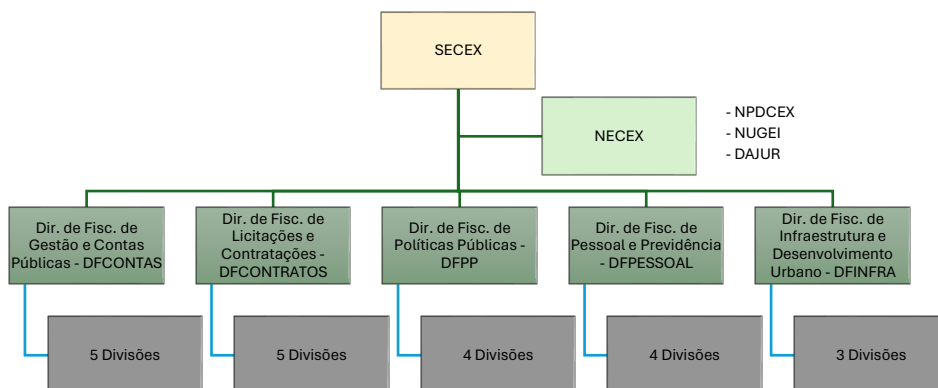 SECEX
NECEX
- NPDCEX
- NUGEI
- DAJUR
Dir. de Fisc. de
Gestão e Contas
Públicas - DFCONTAS
Dir. de Fisc. de
Licitações e
Contratações -
DFCONTRATOS
Dir. de Fisc. de
Políticas Públicas -
DFPP
Dir. de Fisc. de
Pessoal e Previdência
- DFPESSOAL
Dir. de Fisc. de
Infraestrutura e
Desenvolvimento
Urbano - DFINFRA
5 Divisões
5 Divisões
4 Divisões
4 Divisões
3 Divisões